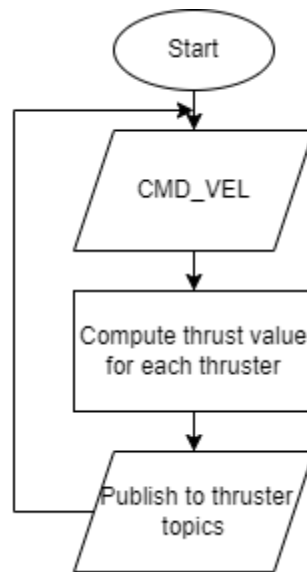 Start
CMD_VEL
Compute thrust value
for each thruster
Publish to thruster
topics